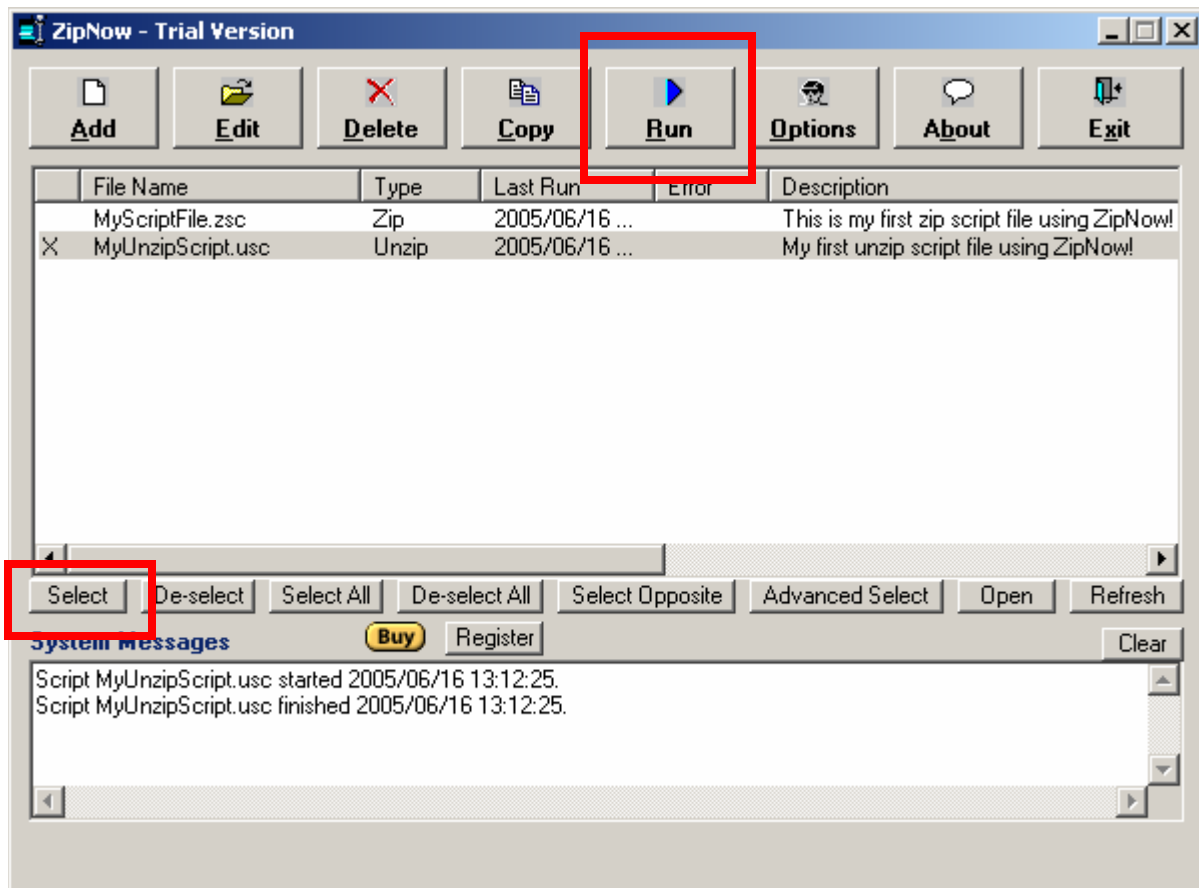 ZipNow - Trial Version
Add Edit Delete Copy Run Options About Exit
File Name Type Last Run Error Description
MyScriptFile.zsc Zip 2005/06/16 ... This is my first zip script file using ZipNow!
X MyUnzipScript.usc Unzip 2005/06/16 ... My first unzip script file using ZipNow!
Select De-select Select All De-select All Select Opposite Advanced Select Open Refresh
System Messages Buy Register Clear
Script MyUnzipScript.usc started 2005/06/16 13:12:25.
Script MyUnzipScript.usc finished 2005/06/16 13:12:25.